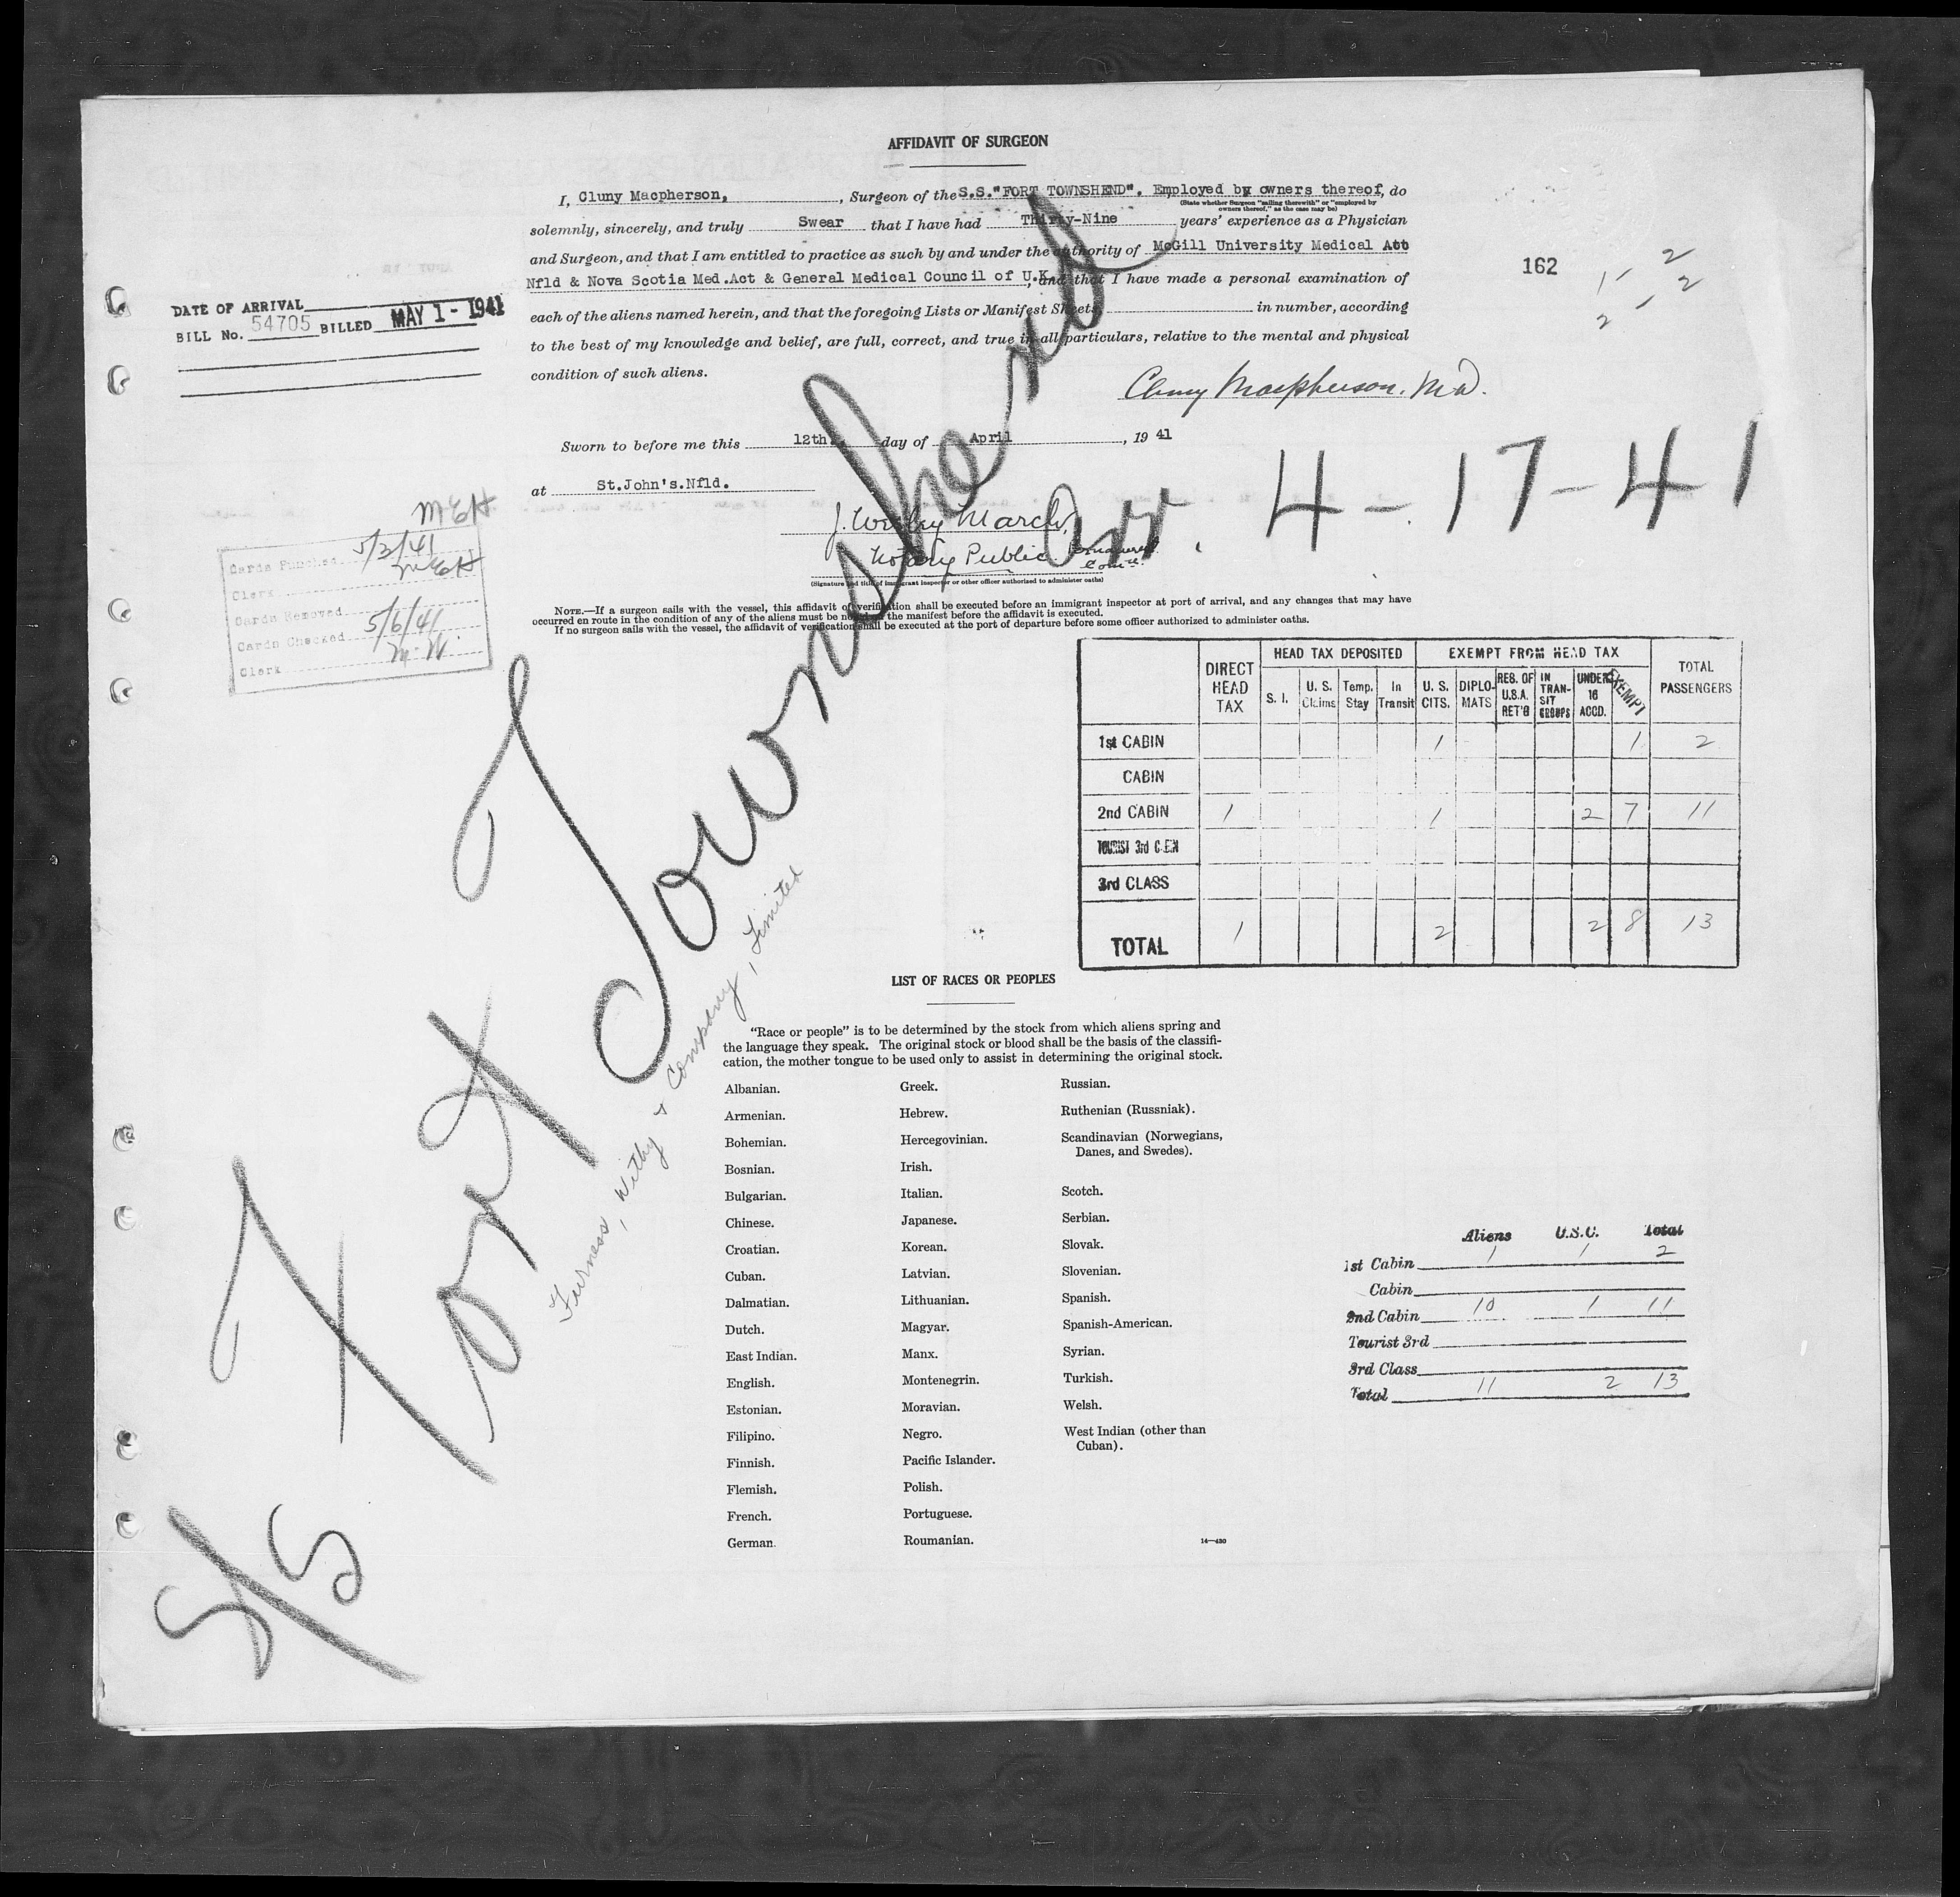 AFFIDAVIT OF SURGEON
I, Cluny Macpherson, , Surgeon of the S.S."FORT TOWNSHEND". Employed by owners thereof, do
(State whether Surgeon "sailing therewith" or "employed by
owners thereof," as the case may be)
solemnly, sincerely, and truly Swear that I have had Thirty-Nine years' experience as a Physician
and Surgeon, and that I am entitled to practice as such by and under the authority of McGill University Medical Act
Nfld & Nova Scotia Med.Act & General Medical Council of U.K. , and that I have made a personal examination of
each of the aliens named herein, and that the foregoing Lists or Manifest Sheets, in number, according
to the best of my knowledge and belief, are full, correct, and true in all particulars, relative to the mental and physical
condition of such aliens.
Cluny Macpherson. M.D.
162
1 - 2
2 - 2
DATE OF ARRIVAL
BILL No. 54705 BILLED MAY 1 - 1941
Sworn to before me this 12th. day of April , 19 41
at St.John's.Nfld.
J. Wesley March,
Notary Public
(Signature and title of immigrant inspector or other officer authorized to administer oaths)
Arr. 4-17-41
MEH
Cards Punched 5/2/41
Clerk MEH
Cards Removed
Cards Checked 5/6/41
Clerk M.W.
NOTE.—If a surgeon sails with the vessel, this affidavit of verification shall be executed before an immigrant inspector at port of arrival, and any changes that may have
occurred en route in the condition of any of the aliens must be noted on the manifest before the affidavit is executed.
If no surgeon sails with the vessel, the affidavit of verification shall be executed at the port of departure before some officer authorized to administer oaths.
S/S Fort Townshend
Furness, Withy & Company, Limited
DIRECT HEAD TAX HEAD TAX DEPOSITED EXEMPT FROM HEAD TAX TOTAL PASSENGERS
S. I. U. S. Claims Temp. Stay In Transit U. S. CITS. DIPLO-MATS RES. OF U.S.A. RET'G IN TRAN-SIT GROUPS UNDER 16 ACCD. EXEMPT
1st CABIN 1 1 2
CABIN
2nd CABIN 1 1 2 7 11
TOURIST 3rd CABIN
3rd CLASS
TOTAL 1 2 2 8 13
LIST OF RACES OR PEOPLES
"Race or people" is to be determined by the stock from which aliens spring and
the language they speak. The original stock or blood shall be the basis of the classifi-
cation, the mother tongue to be used only to assist in determining the original stock.
Albanian.
Armenian.
Bohemian.
Bosnian.
Bulgarian.
Chinese.
Croatian.
Cuban.
Dalmatian.
Dutch.
East Indian.
English.
Estonian.
Filipino.
Finnish.
Flemish.
French.
German.
Greek.
Hebrew.
Hercegovinian.
Irish.
Italian.
Japanese.
Korean.
Latvian.
Lithuanian.
Magyar.
Manx.
Montenegrin.
Moravian.
Negro.
Pacific Islander.
Polish.
Portuguese.
Roumanian.
Russian.
Ruthenian (Russniak).
Scandinavian (Norwegians,
Danes, and Swedes).
Scotch.
Serbian.
Slovak.
Slovenian.
Spanish.
Spanish-American.
Syrian.
Turkish.
Welsh.
West Indian (other than
Cuban).
14—430
Aliens U.S.C. Total
1st Cabin 1 1 2
Cabin
2nd Cabin 10 1 11
Tourist 3rd
3rd Class
Total 11 2 13